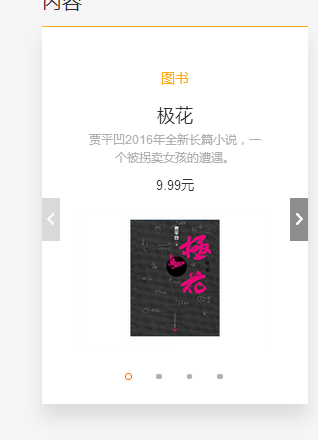 内容
图书
极花
贾平凹2016年全新长篇小说，一
个被拐卖女孩的遭遇。
9.99元
贾平凹
極
花